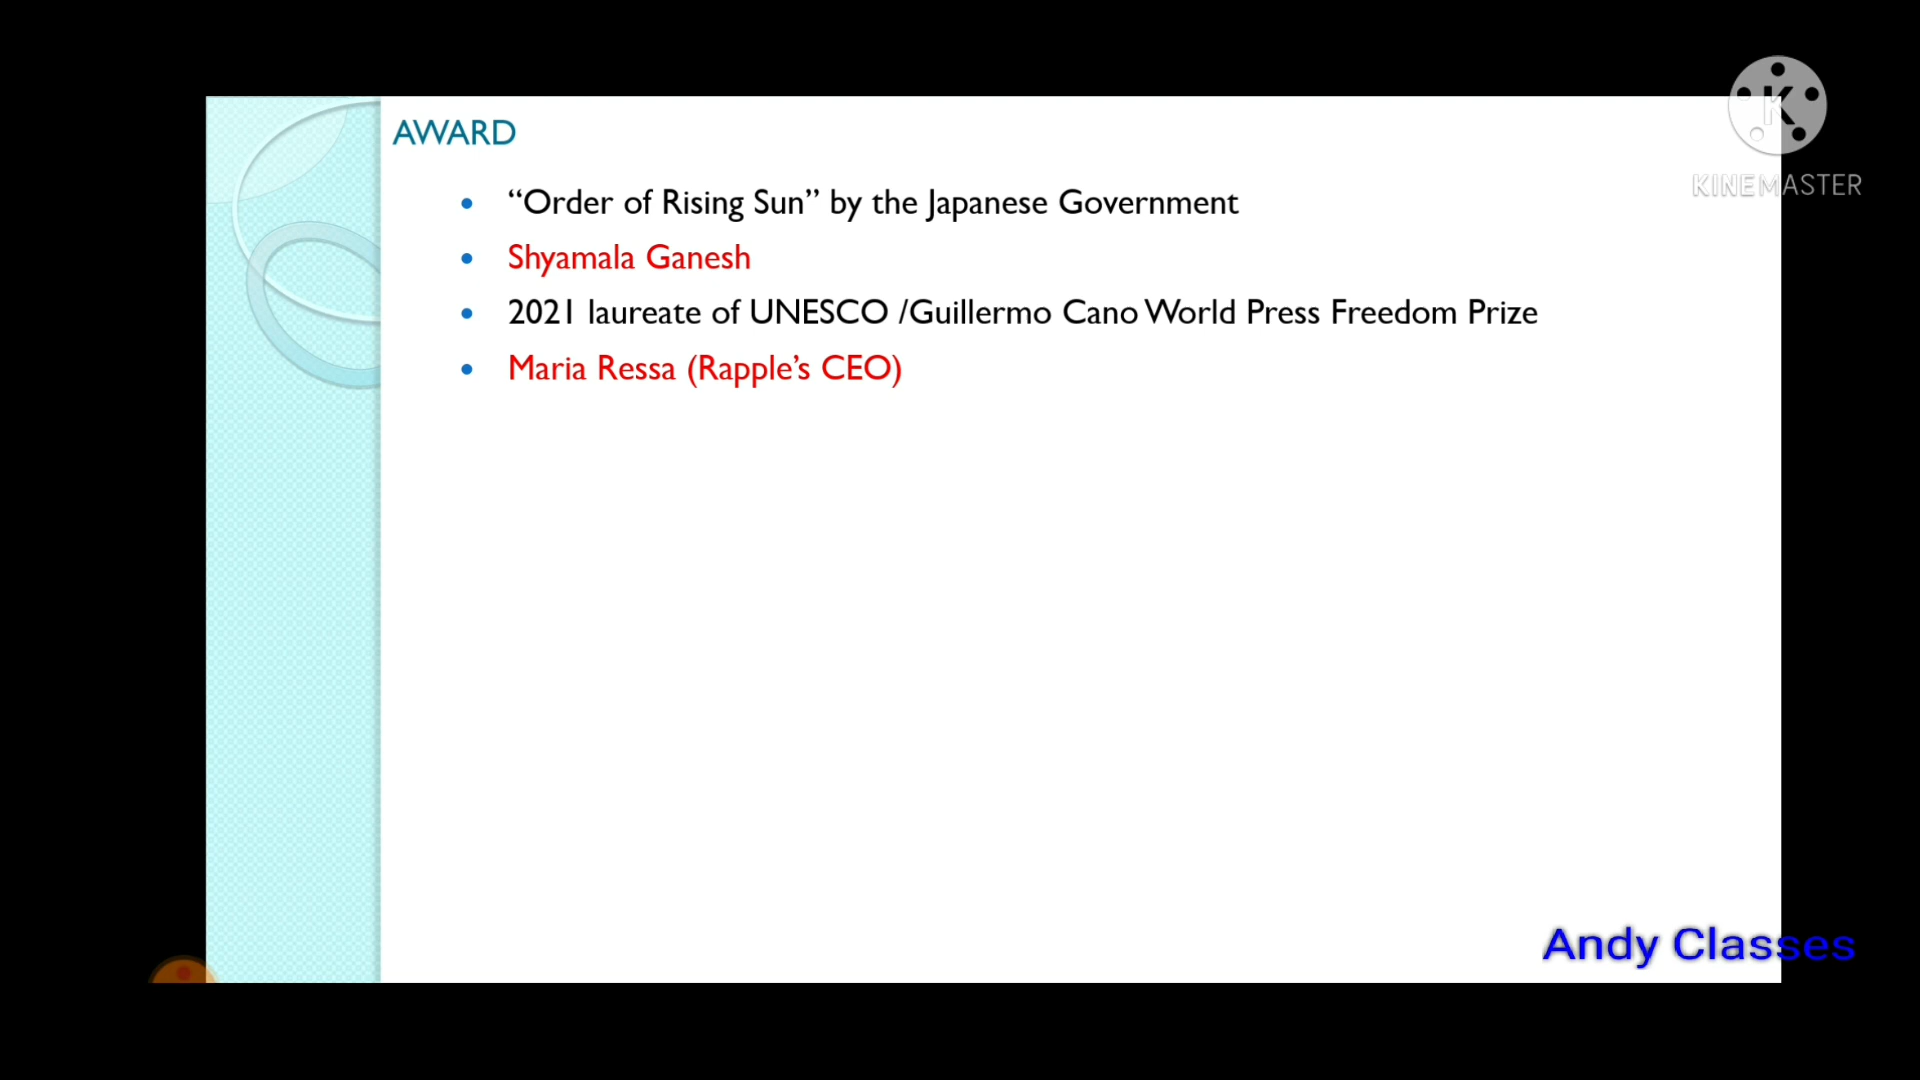 AWARD
K
KINEMASTER
• “Order of Rising Sun” by the Japanese Government
• Shyamala Ganesh
• 2021 laureate of UNESCO /Guillermo Cano World Press Freedom Prize
• Maria Ressa (Rapple’s CEO)
Andy Classes